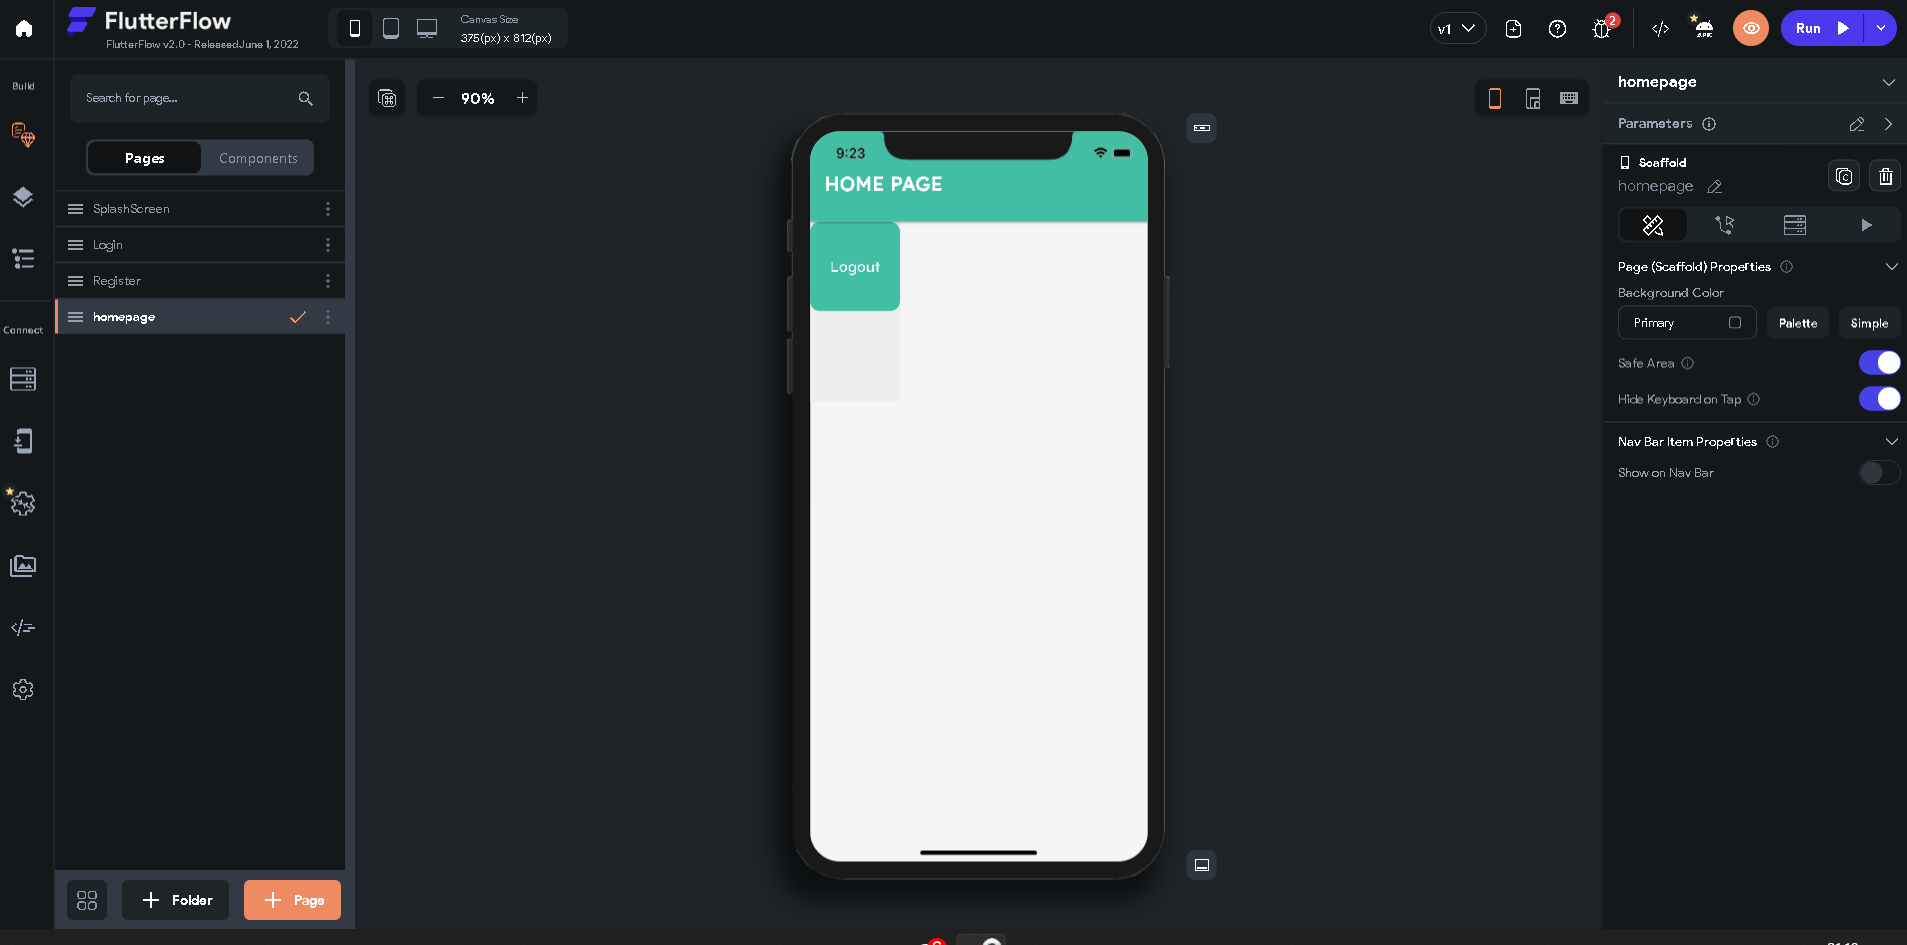 FlutterFlow
FlutterFlow v2.0 - Released June 1, 2022
Canvas Size
375(px) x 812(px)
v1
2
APIC
Run
Build
Connect
Search for page...
Pages
Components
SplashScreen
Login
Register
homepage
Folder
Page
90%
9:23
HOME PAGE
Logout
homepage
Parameters
Scaffold
homepage
Page (Scaffold) Properties
Background Color
Primary
Palette
Simple
Safe Area
Hide Keyboard on Tap
Nav Bar Item Properties
Show on Nav Bar